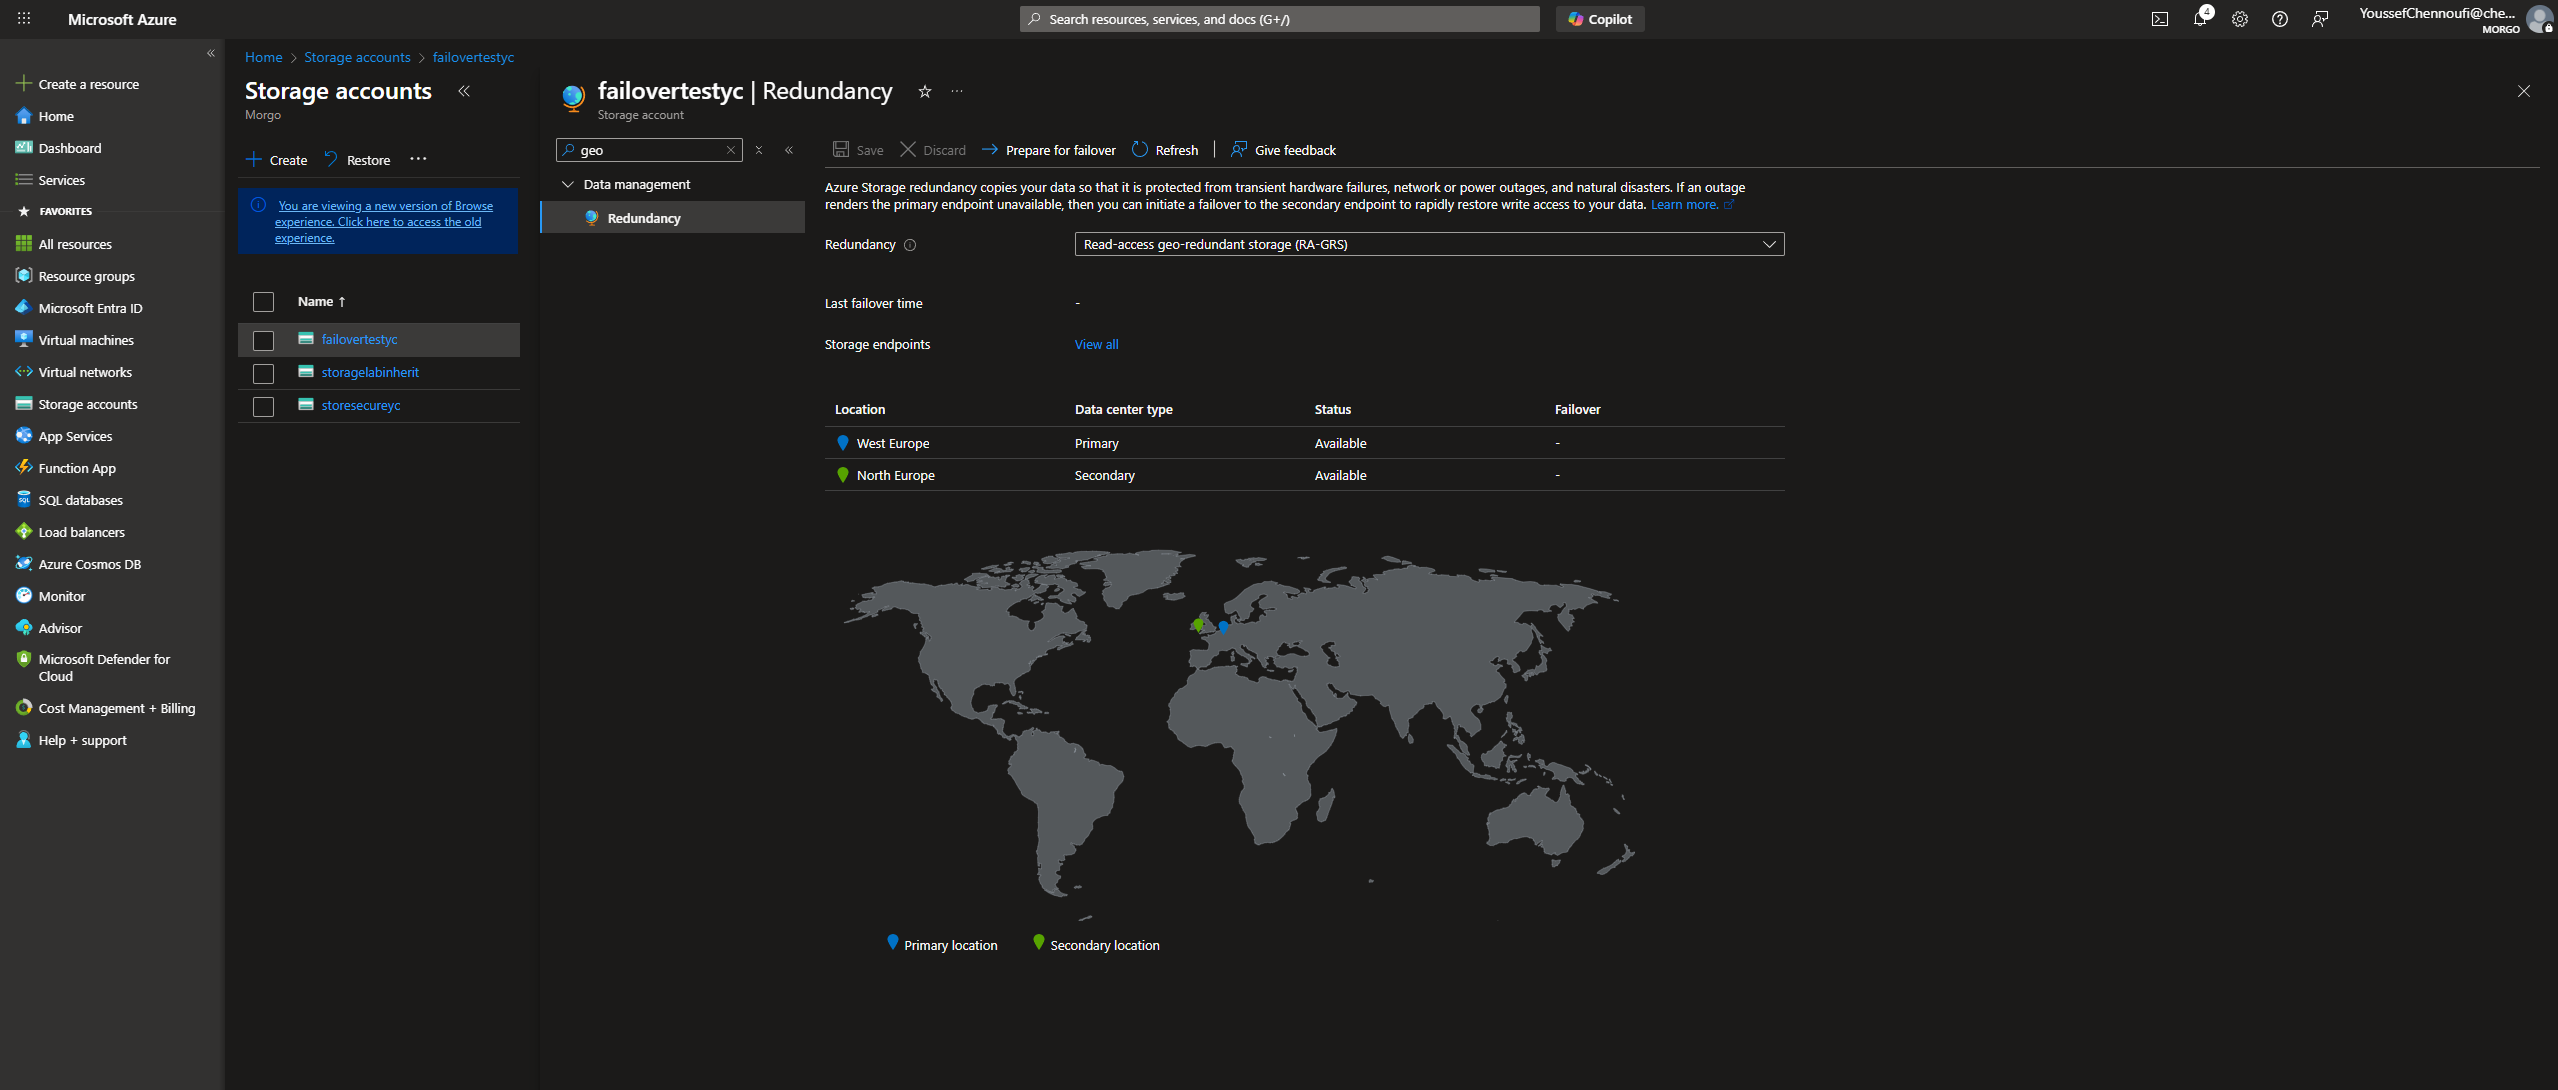 Microsoft Azure
Search resources, services, and docs (G+/)
Copilot
4
YoussefChennoufi@che...
MORGO
Create a resource
Home
Dashboard
Services
FAVORITES
All resources
Resource groups
Microsoft Entra ID
Virtual machines
Virtual networks
Storage accounts
App Services
Function App
SQL databases
Load balancers
Azure Cosmos DB
Monitor
Advisor
Microsoft Defender for
Cloud
Cost Management + Billing
Help + support
Home > Storage accounts > failovertestyc
Storage accounts
Morgo
Create
Restore
You are viewing a new version of Browse
experience. Click here to access the old
experience.
Name ↑
failovertestyc
storagelabinherit
storesecureyc
failovertestyc | Redundancy
Storage account
geo
Data management
Redundancy
Save
Discard
Prepare for failover
Refresh
Give feedback
Azure Storage redundancy copies your data so that it is protected from transient hardware failures, network or power outages, and natural disasters. If an outage
renders the primary endpoint unavailable, then you can initiate a failover to the secondary endpoint to rapidly restore write access to your data. Learn more.
Redundancy
Read-access geo-redundant storage (RA-GRS)
Last failover time
-
Storage endpoints
View all
Location Data center type Status Failover
West Europe Primary Available -
North Europe Secondary Available -
Primary location
Secondary location